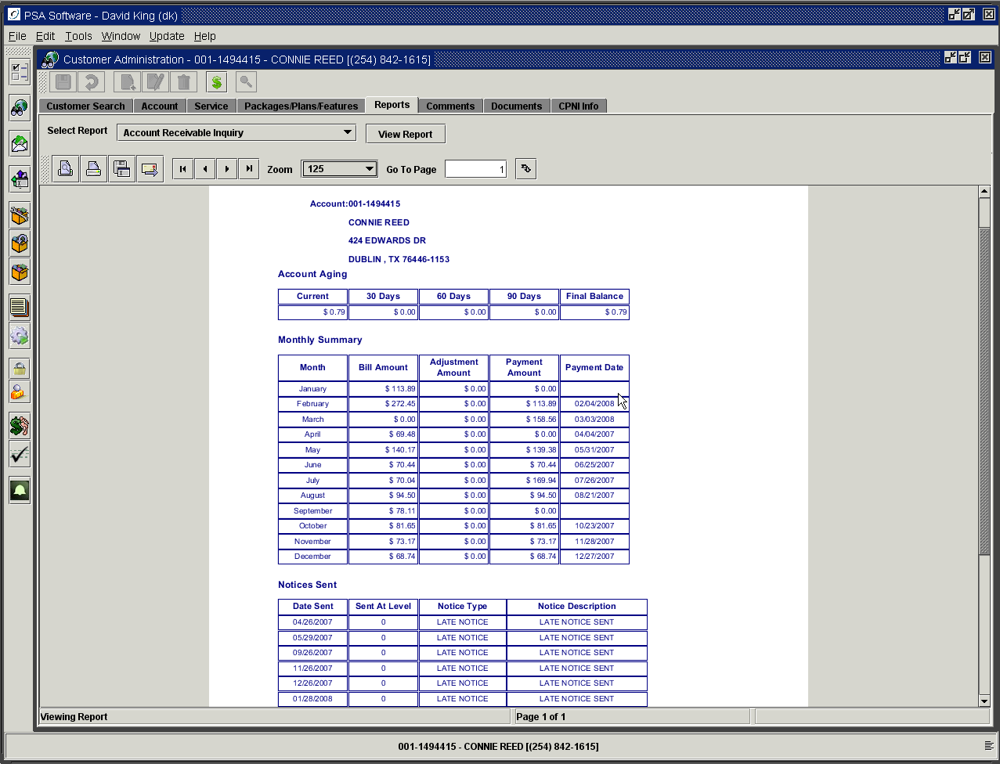 PSA Software - David King (dk)
File Edit Tools Window Update Help
Customer Administration - 001-1494415 - CONNIE REED [(254) 842-1615]
Customer Search Account Service Packages/Plans/Features Reports Comments Documents CPNI Info
Select Report Account Receivable Inquiry View Report
Zoom 125 Go To Page 1
Account:001-1494415
CONNIE REED
424 EDWARDS DR
DUBLIN , TX 76446-1153
Account Aging
Current 30 Days 60 Days 90 Days Final Balance
$ 0.79 $ 0.00 $ 0.00 $ 0.00 $ 0.79
Monthly Summary
Month Bill Amount Adjustment Amount Payment Amount Payment Date
January $ 113.89 $ 0.00 $ 0.00
February $ 272.45 $ 0.00 $ 113.89 02/04/2008
March $ 0.00 $ 0.00 $ 158.56 03/03/2008
April $ 69.48 $ 0.00 $ 0.00 04/04/2007
May $ 140.17 $ 0.00 $ 139.38 05/31/2007
June $ 70.44 $ 0.00 $ 70.44 06/25/2007
July $ 70.04 $ 0.00 $ 169.94 07/26/2007
August $ 94.50 $ 0.00 $ 94.50 08/21/2007
September $ 78.11 $ 0.00 $ 0.00
October $ 81.65 $ 0.00 $ 81.65 10/23/2007
November $ 73.17 $ 0.00 $ 73.17 11/28/2007
December $ 68.74 $ 0.00 $ 68.74 12/27/2007
Notices Sent
Date Sent Sent At Level Notice Type Notice Description
04/26/2007 0 LATE NOTICE LATE NOTICE SENT
05/29/2007 0 LATE NOTICE LATE NOTICE SENT
09/26/2007 0 LATE NOTICE LATE NOTICE SENT
11/26/2007 0 LATE NOTICE LATE NOTICE SENT
12/26/2007 0 LATE NOTICE LATE NOTICE SENT
01/28/2008 0 LATE NOTICE LATE NOTICE SENT
Viewing Report Page 1 of 1
001-1494415 - CONNIE REED [(254) 842-1615]